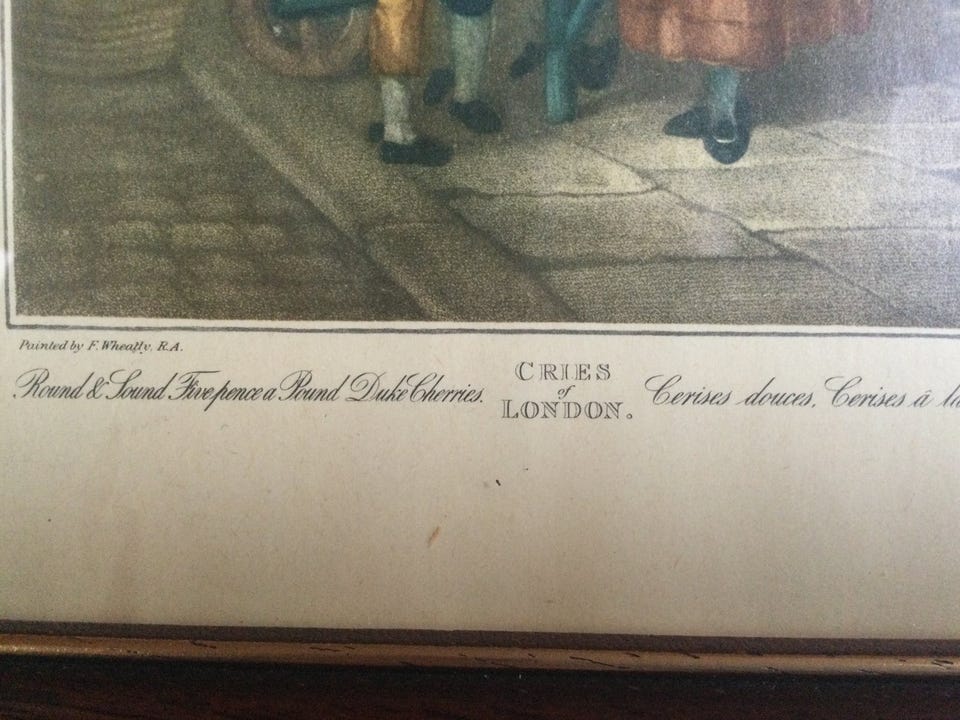 Painted by F. Wheatly, R.A.
Round & Sound Fivepence a Pound Duke Cherries.
CRIES
of
LONDON.
Cerises douces, Cerises á la